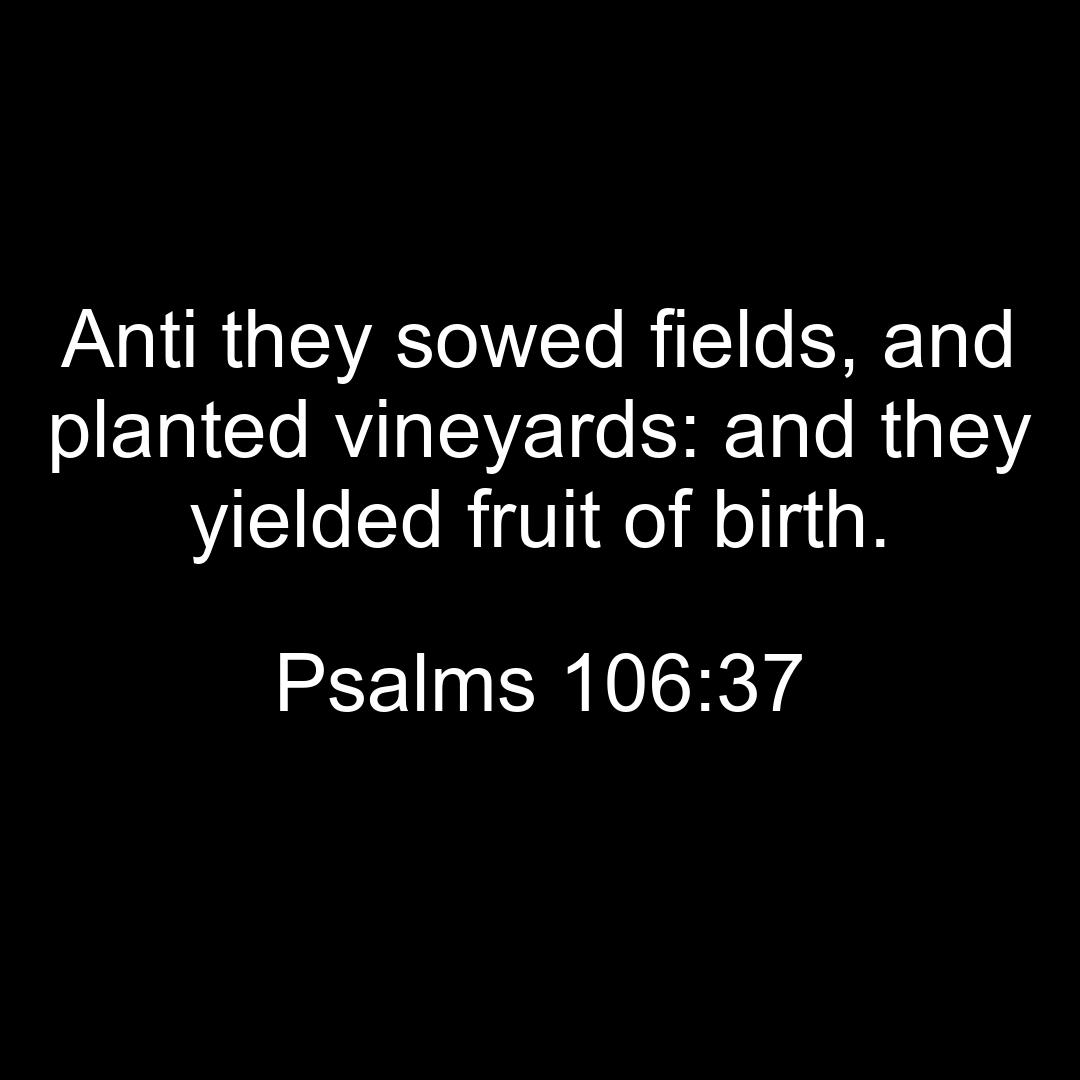 Anti they sowed fields, and
planted vineyards: and they
yielded fruit of birth.
Psalms 106:37